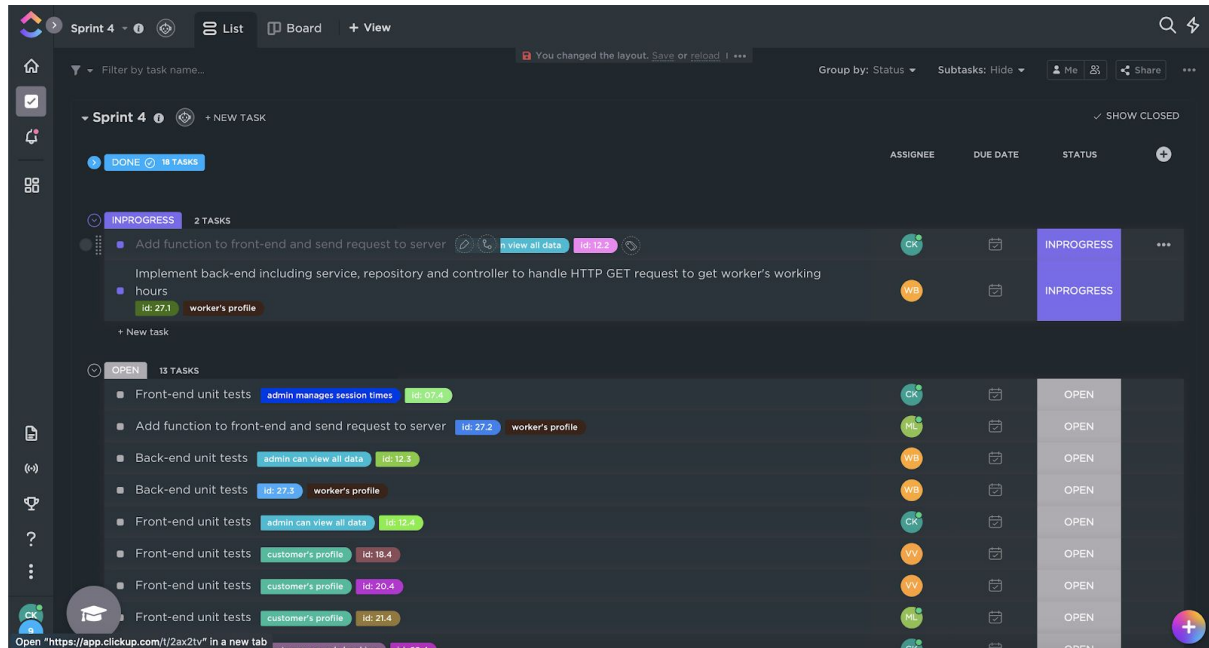 Sprint 4 List Board + View
You changed the layout. Save or reload
Filter by task name...
Group by: Status Subtasks: Hide Me Share
Sprint 4 + NEW TASK SHOW CLOSED
DONE 18 TASKS ASSIGNEE DUE DATE STATUS
INPROGRESS 2 TASKS
Add function to front-end and send request to server n view all data id: 12.2 CK INPROGRESS
Implement back-end including service, repository and controller to handle HTTP GET request to get worker's working
hours WB INPROGRESS
id: 27.1 worker's profile
+ New task
OPEN 13 TASKS
Front-end unit tests admin manages session times id: 07.4 CK OPEN
Add function to front-end and send request to server id: 27.2 worker's profile ML OPEN
Back-end unit tests admin can view all data id: 12.3 WB OPEN
Back-end unit tests id: 27.3 worker's profile WB OPEN
Front-end unit tests admin can view all data id: 12.4 CK OPEN
Front-end unit tests customer's profile id: 18.4 VV OPEN
Front-end unit tests customer's profile id: 20.4 VV OPEN
Front-end unit tests customer's profile id: 21.4 ML OPEN
CK
9
Open "https://app.clickup.com/t/2ax2tv" in a new tab